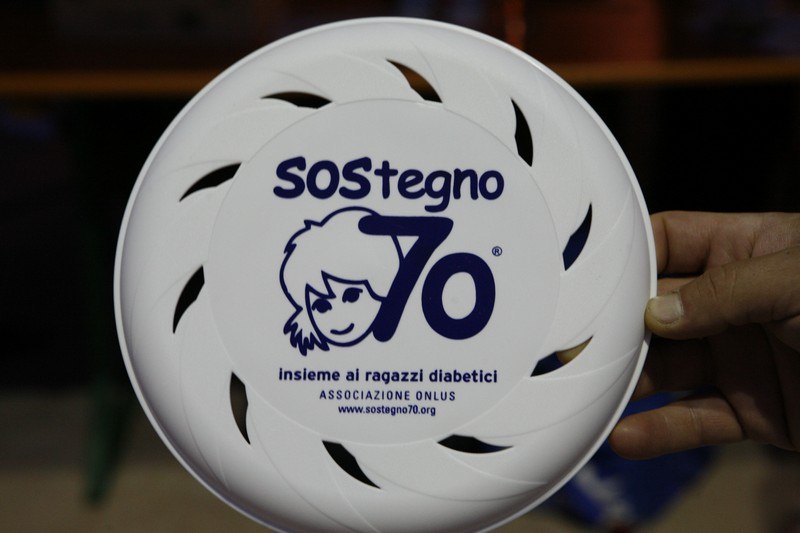 SOStegno
70®
insieme ai ragazzi diabetici
ASSOCIAZIONE ONLUS
www.sostegno70.org